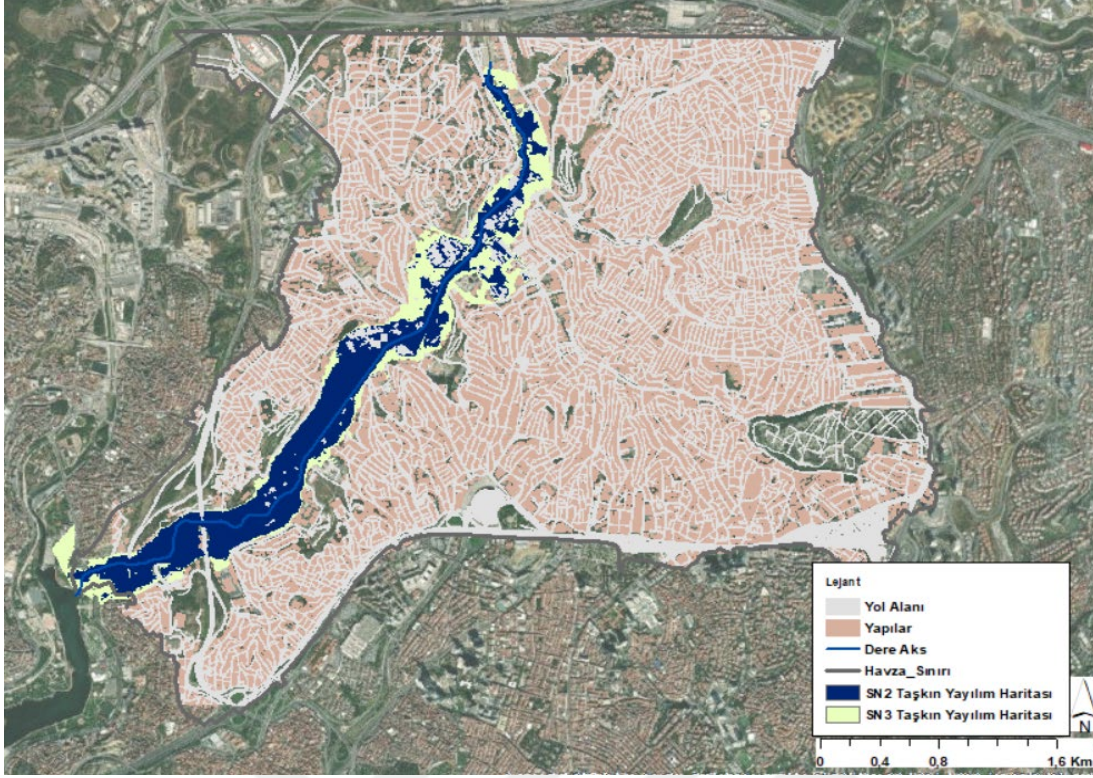 Lejant
Yol Alanı
Yapılar
Dere Aks
Havza_Sınırı
SN2 Taşkın Yayılım Haritası
SN3 Taşkın Yayılım Haritası
N
0 0,4 0,8 1,6 Km